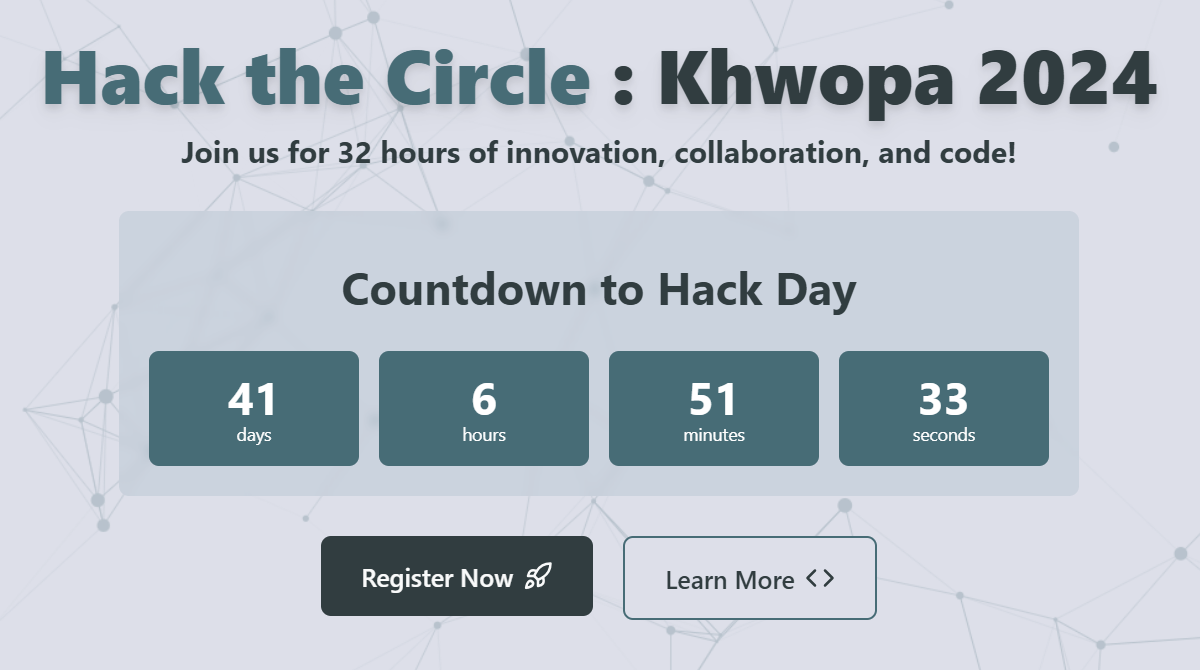 Hack the Circle : Khwopa 2024
Join us for 32 hours of innovation, collaboration, and code!
Countdown to Hack Day
41 6 51 33
days hours minutes seconds
Register Now Learn More